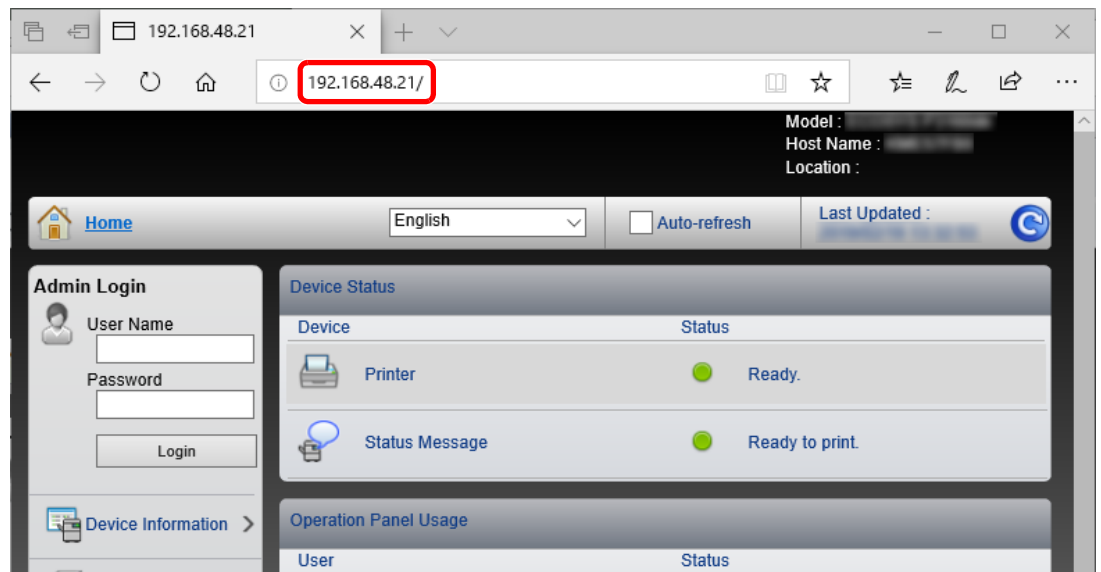 192.168.48.21
192.168.48.21/
Model :
Host Name :
Location :
Home
English
Auto-refresh
Last Updated :
Admin Login
User Name
Password
Login
Device Information
Device Status
Device Status
Printer Ready.
Status Message Ready to print.
Operation Panel Usage
User Status